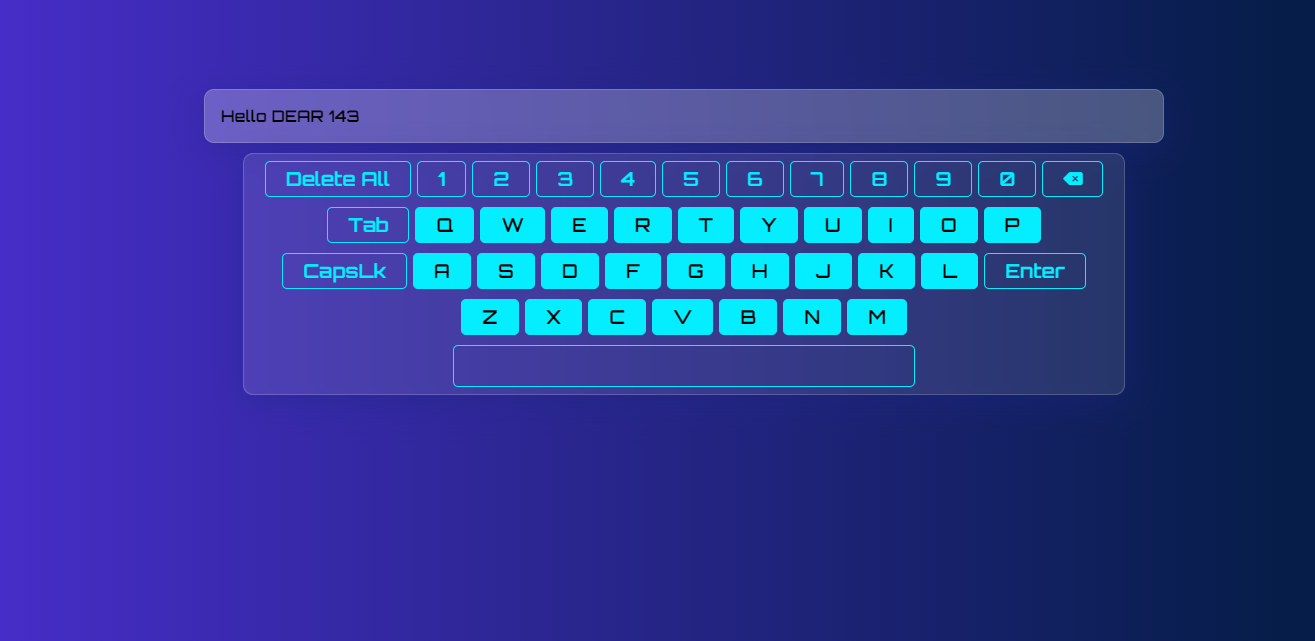 Hello DEAR 143
Delete All 1 2 3 4 5 6 7 8 9 0
Tab Q W E R T Y U I O P
CapsLk A S D F G H J K L Enter
Z X C V B N M